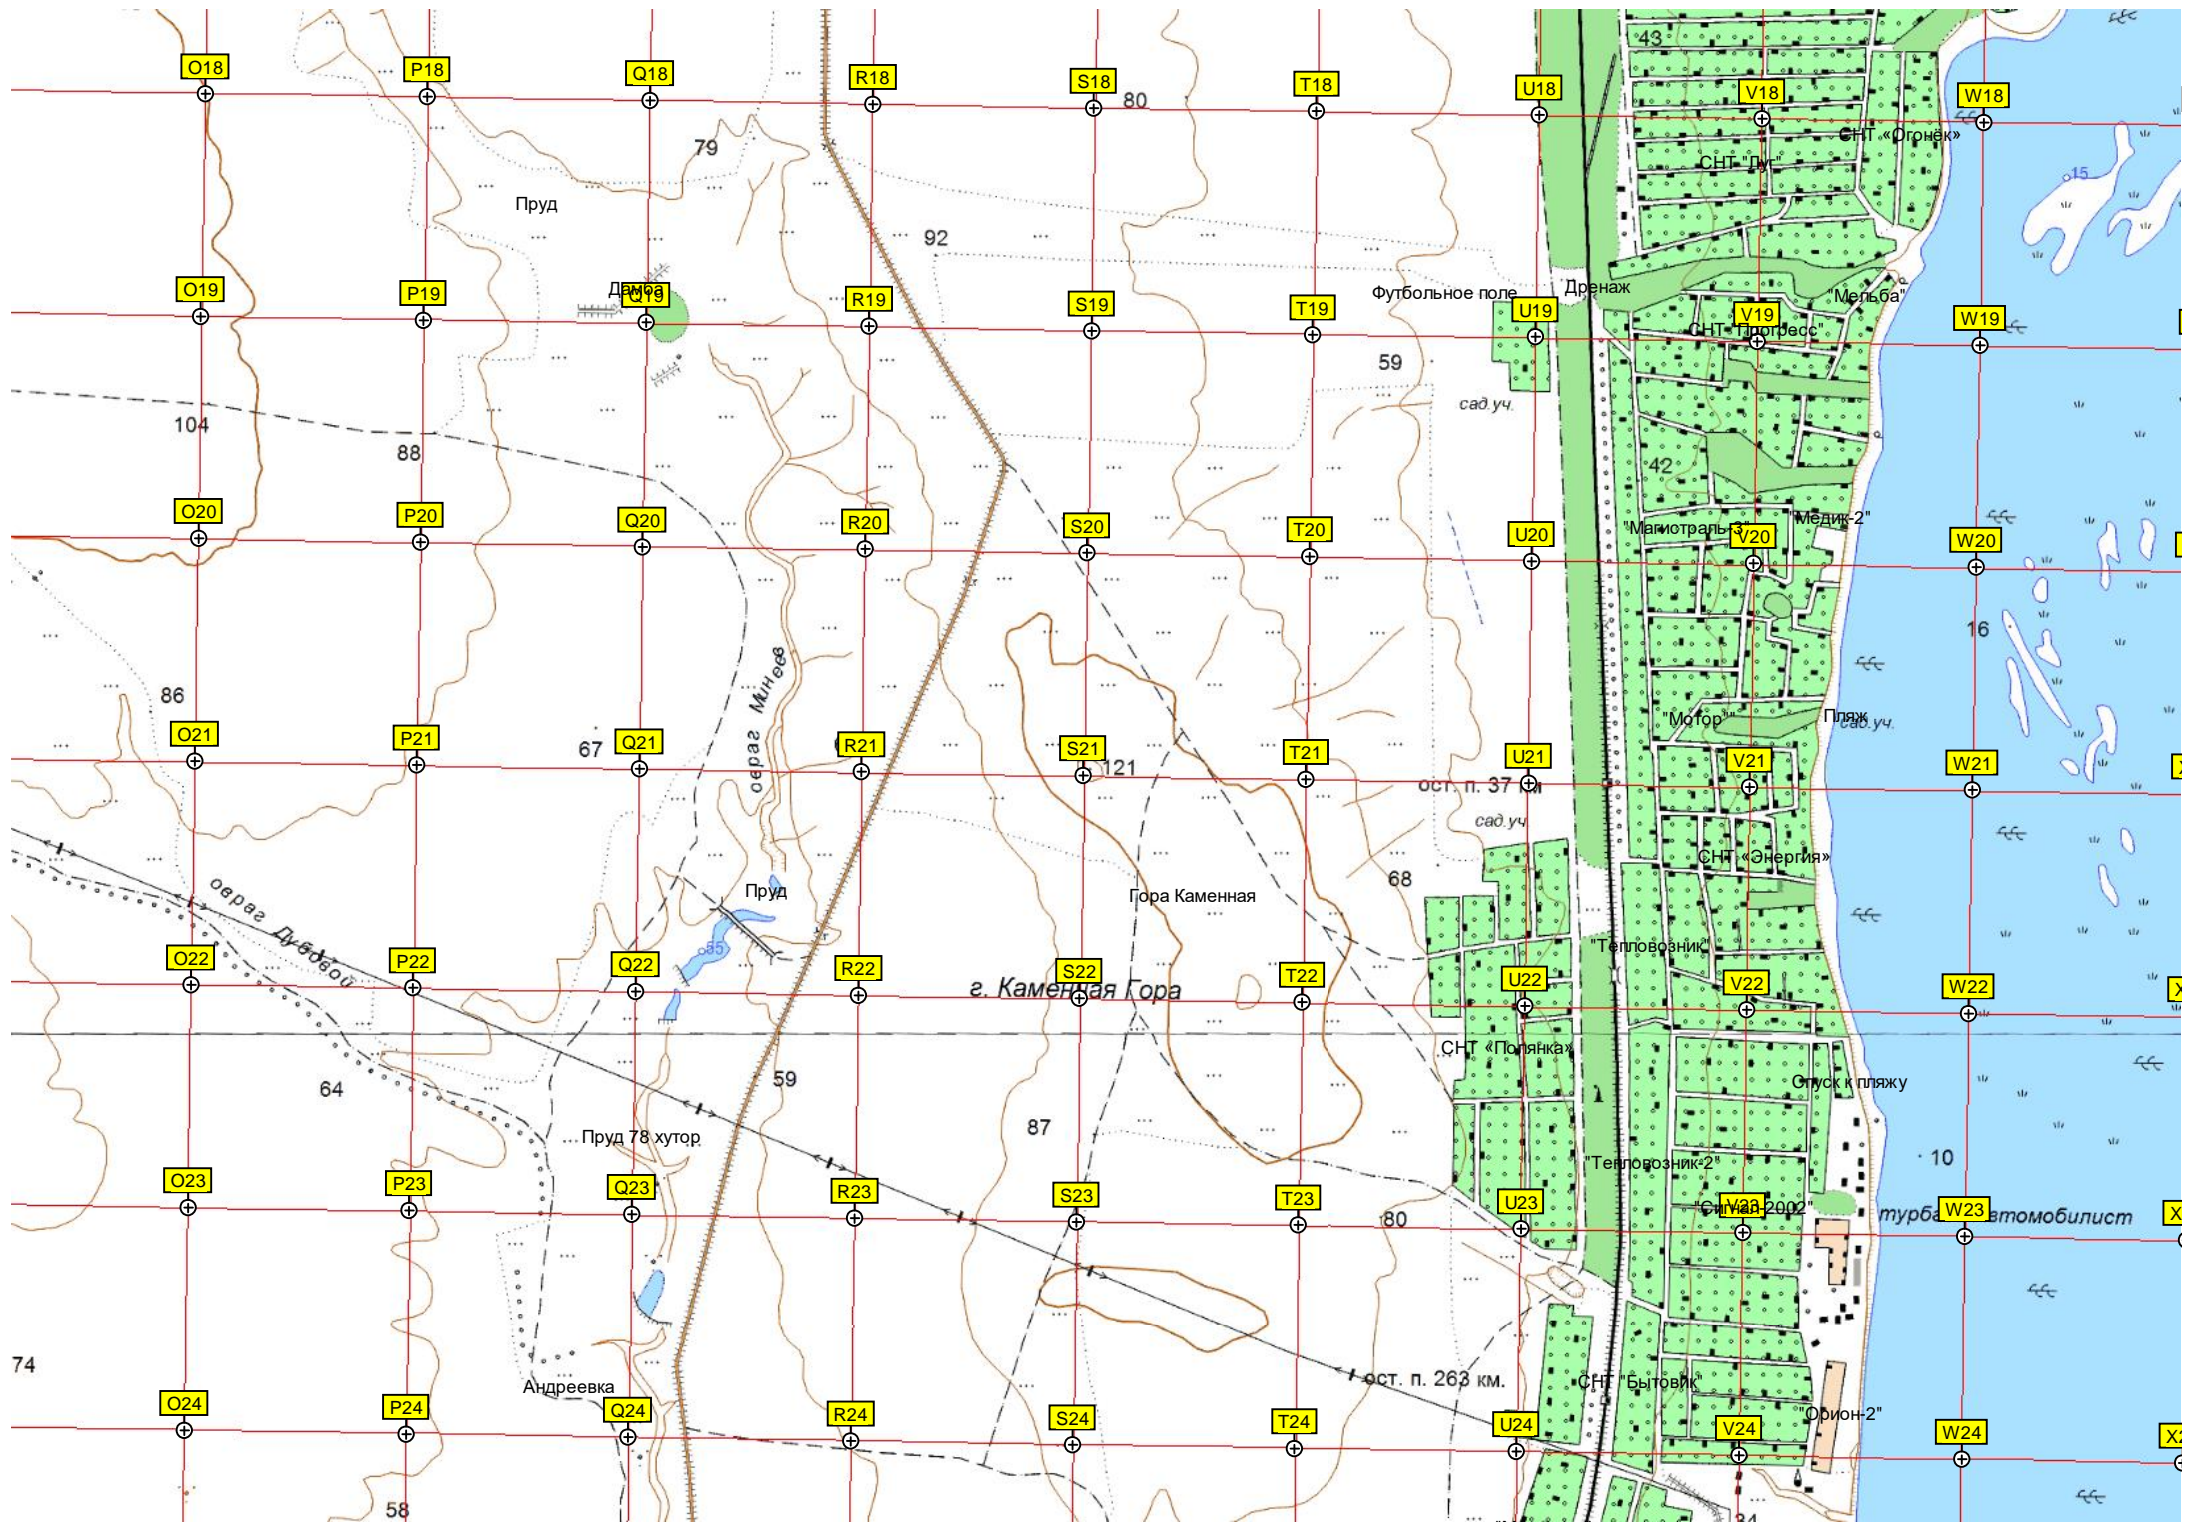 43
O18
P18
Q18
R18
S18
80
T18
U18
V18
W18
СНТ «Огонёк»
79
СНТ "Луг"
15
Пруд
92
O19
P19
Дамба
Q19
R19
S19
T19
Футбольное поле
Дренаж
U19
"Мельба"
V19
W19
СНТ "Прогресс"
59
сад.уч.
104
88
42
O20
P20
Q20
R20
S20
T20
U20
"Магистраль-3"
Медик-2"
V20
W20
16
86
овраг Минеев
"Мотор""
Пляж
сад.уч.
O21
P21
67
Q21
R21
S21
121
T21
U21
V21
W21
ост. п. 37 км
сад.уч.
СНТ «Энергия»
68
Пруд
Гора Каменная
овраг Дубовой
55
"Тепловозник"
O22
P22
Q22
R22
S22
г. Каменная Гора
T22
U22
V22
W22
СНТ «Полянка»
64
59
Спуск к пляжу
87
Пруд 78 хутор
10
"Тепловозник-2"
O23
P23
Q23
R23
S23
T23
80
U23
V23
"Сигнал-2002"
W23
74
ост. п. 263 км.
СНТ "Бытовик"
Андреевка
"Орион-2"
O24
P24
Q24
R24
S24
T24
U24
V24
W24
58
34